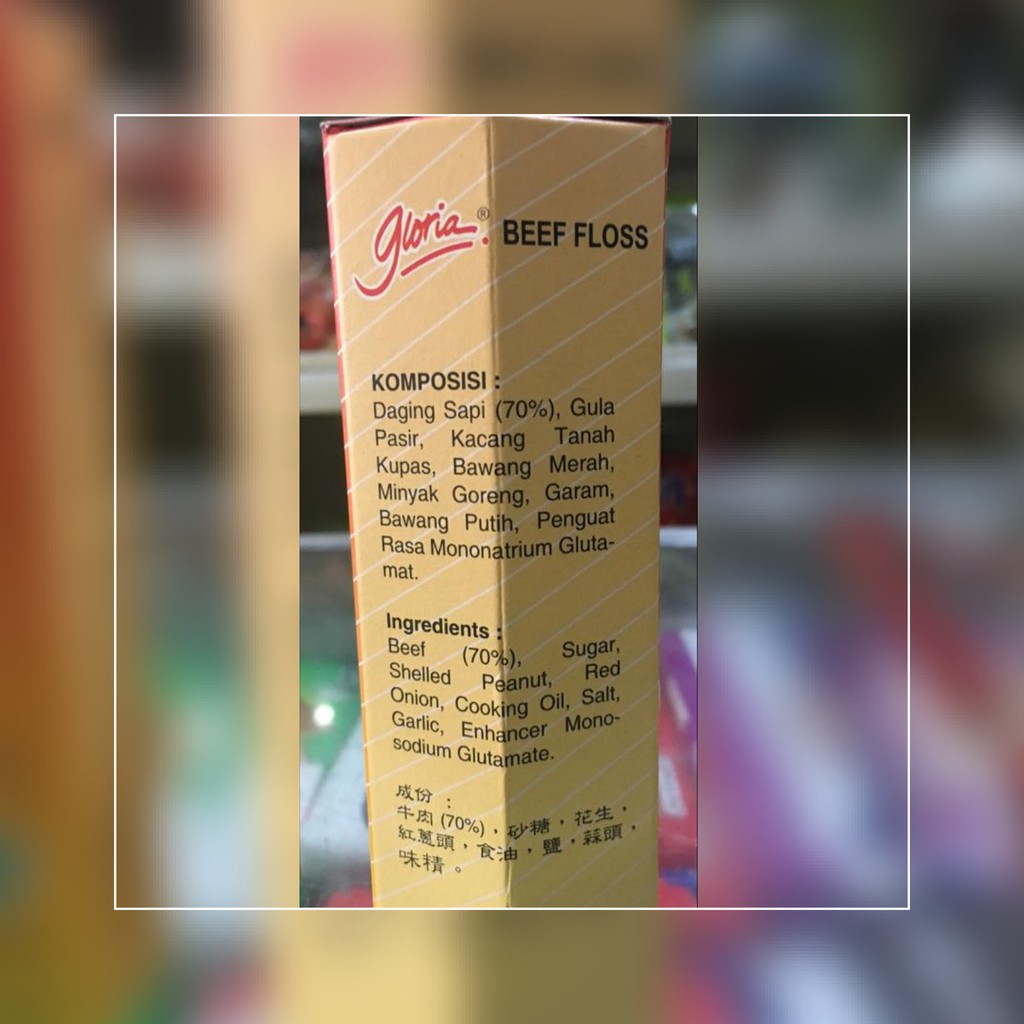 gloria® BEEF FLOSS
KOMPOSISI :
Daging Sapi (70%), Gula
Pasir, Kacang Tanah
Kupas, Bawang Merah,
Minyak Goreng, Garam,
Bawang Putih, Penguat
Rasa Mononatrium Gluta-
mat.
Ingredients :
Beef (70%), Sugar,
Shelled Peanut, Red
Onion, Cooking Oil, Salt,
Garlic, Enhancer Mono-
sodium Glutamate.
成份：
牛肉 (70%)，砂糖，花生，
紅蔥頭，食油，鹽，蒜頭，
味精。